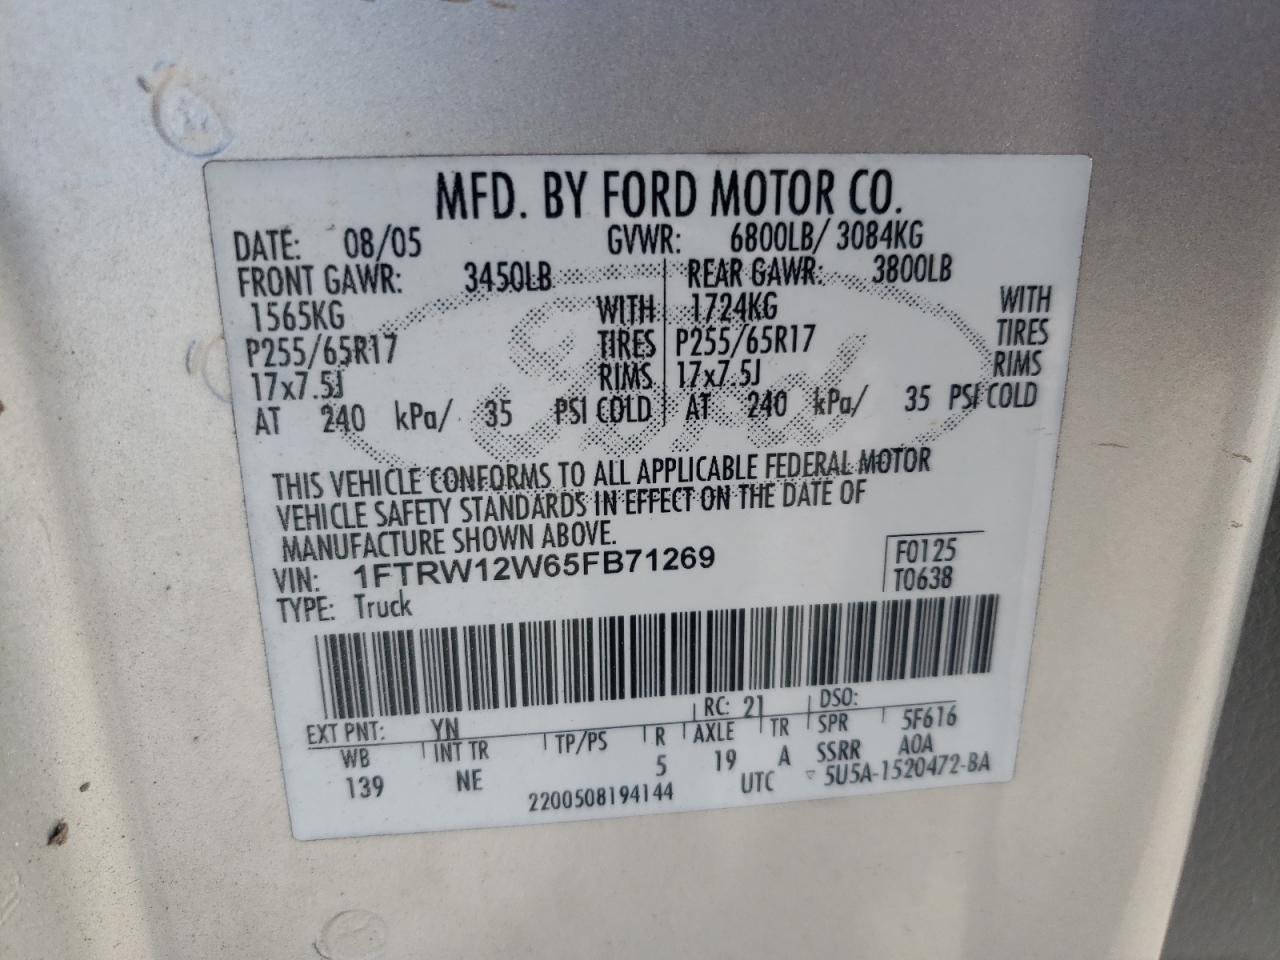 MFD. BY FORD MOTOR CO.
DATE: 08/05 GVWR: 6800LB/ 3084KG
FRONT GAWR: 3450LB REAR GAWR: 3800LB
1565KG WITH 1724KG WITH
P255/65R17 TIRES P255/65R17 TIRES
17x7.5J RIMS 17x7.5J RIMS
AT 240 kPa/ 35 PSI COLD AT 240 kPa/ 35 PSI COLD
Ford
THIS VEHICLE CONFORMS TO ALL APPLICABLE FEDERAL MOTOR
VEHICLE SAFETY STANDARDS IN EFFECT ON THE DATE OF
MANUFACTURE SHOWN ABOVE.
VIN: 1FTRW12W65FB71269 F0125
TYPE: Truck T0638
EXT PNT: YN RC: 21 DSO:
WB INT TR TP/PS R AXLE TR SPR 5F616
139 NE 5 19 A SSRR A0A
2200508194144 UTC ▽ 5U5A-1520472-BA